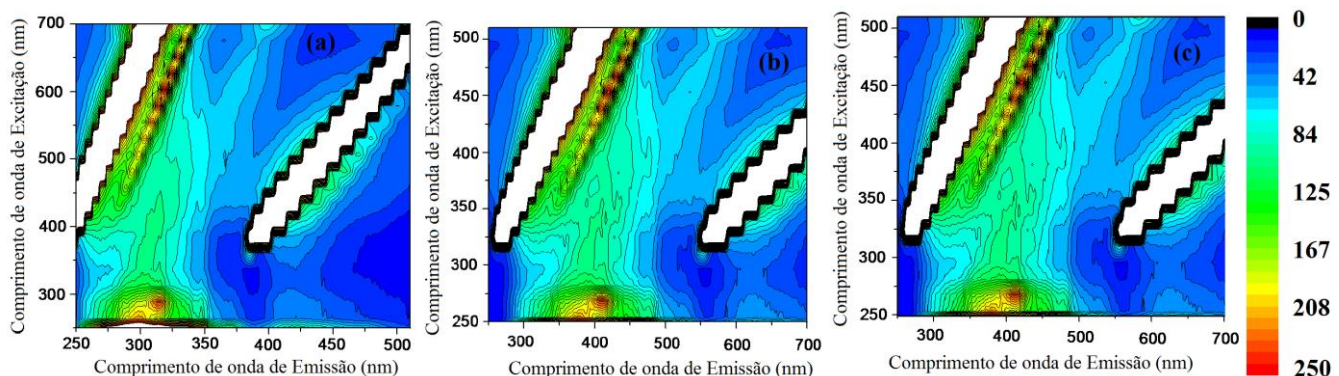 Comprimento de onda de Excitação (nm)
700
600
500
400
300
(a)
250 300 350 400 450 500
Comprimento de onda de Emissão (nm)
Comprimento de onda de Excitação (nm)
500
450
400
350
300
250
(b)
300 400 500 600 700
Comprimento de onda de Emissão (nm)
Comprimento de onda de Excitação (nm)
500
450
400
350
300
250
(c)
300 400 500 600 700
Comprimento de onda de Emissão (nm)
0
42
84
125
167
208
250